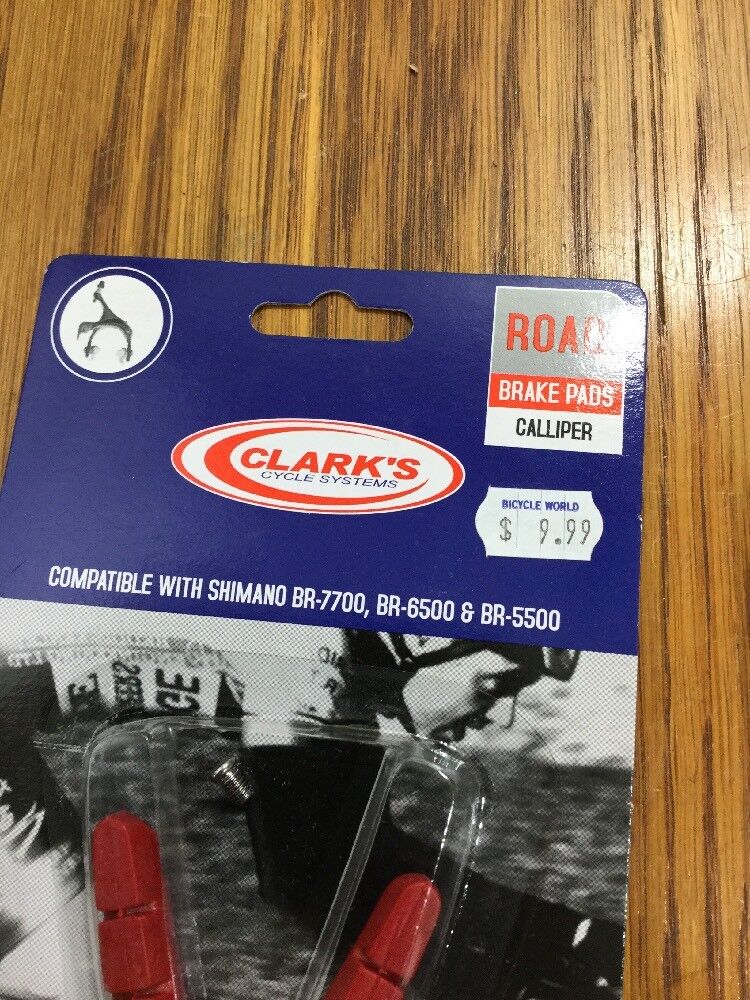 ROAD
BRAKE PADS
CALLIPER
CLARK'S
CYCLE SYSTEMS
BICYCLE WORLD
$ 9.99
COMPATIBLE WITH SHIMANO BR-7700, BR-6500 & BR-5500
CE